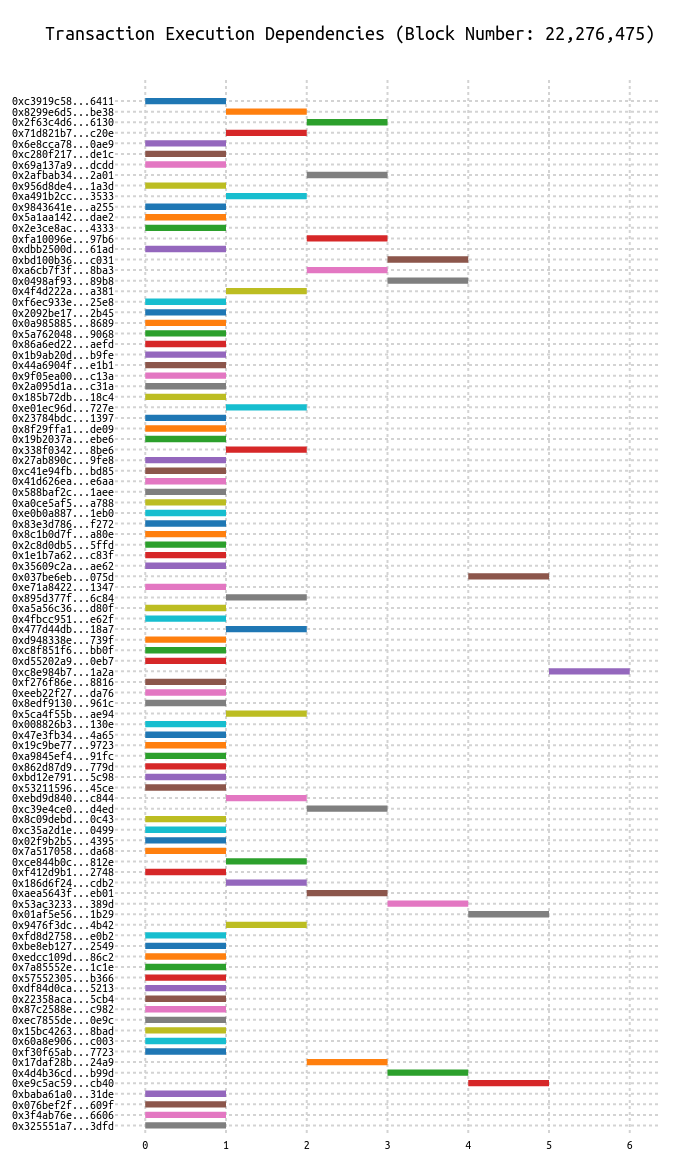 Transaction Execution Dependencies (Block Number: 22,276,475)
0xc3919c58...6411
0x8299e6d5...be38
0x2f63c4d6...6130
0x71d821b7...c20e
0x6e8cca78...0ae9
0xc280f217...de1c
0x69a137a9...dcdd
0x2afbab34...2a01
0x956d8de4...1a3d
0xa491b2cc...3533
0x9843641e...a255
0x5a1aa142...dae2
0x2e3ce8ac...4333
0xfa10096e...97b6
0xdbb2500d...61ad
0xbd100b36...c031
0xa6cb7f3f...8ba3
0x0498af93...89b8
0x4f4d222a...a381
0xf6ec933e...25e8
0x2092be17...2b45
0x0a985885...8689
0x5a762048...9068
0x86a6ed22...aefd
0x1b9ab20d...b9fe
0x44a6904f...e1b1
0x9f05ea00...c13a
0x2a095d1a...c31a
0x185b72db...18c4
0xe01ec96d...727e
0x23784bdc...1397
0x8f29ffa1...de09
0x19b2037a...ebe6
0x338f0342...8be6
0x27ab890c...9fe8
0xc41e94fb...bd85
0x41d626ea...e6aa
0x588baf2c...1aee
0xa0ce5af5...a788
0xe0b0a887...1eb0
0x83e3d786...f272
0x8c1b0d7f...a80e
0x2c8d0db5...5ffd
0x1e1b7a62...c83f
0x35609c2a...ae62
0x037be6eb...075d
0xe71a8422...1347
0x895d377f...6c84
0xa5a56c36...d80f
0x4fbcc951...e62f
0x477d44db...18a7
0xd948338e...739f
0xc8f851f6...bb0f
0xd55202a9...0eb7
0xc8e984b7...1a2a
0xf276f86e...8816
0xeeb22f27...da76
0x8edf9130...961c
0x5ca4f55b...ae94
0x008826b3...130e
0x47e3fb34...4a65
0x19c9be77...9723
0xa9845ef4...91fc
0x862d87d9...779d
0xbd12e791...5c98
0x53211596...45ce
0xebd9d840...c844
0xc39e4ce0...d4ed
0x8c09debd...0c43
0xc35a2d1e...0499
0x02f9b2b5...4395
0x7a517058...da68
0xce844b0c...812e
0xf412d9b1...2748
0x186d6f24...cdb2
0xaea5643f...eb01
0x53ac3233...389d
0x01af5e56...1b29
0x9476f3dc...4b42
0xfd8d2758...e0b2
0xbe8eb127...2549
0xedcc109d...86c2
0x7a85552e...1c1e
0x57552305...b366
0xdf84d0ca...5213
0x22358aca...5cb4
0x87c2588e...c982
0xec7855de...0e9c
0x15bc4263...8bad
0x60a8e906...c003
0xf30f65ab...7723
0x17daf28b...24a9
0x4d4b36cd...b99d
0xe9c5ac59...cb40
0xbaba61a0...31de
0x076bef2f...609f
0x3f4ab76e...6606
0x325551a7...3dfd
0 1 2 3 4 5 6